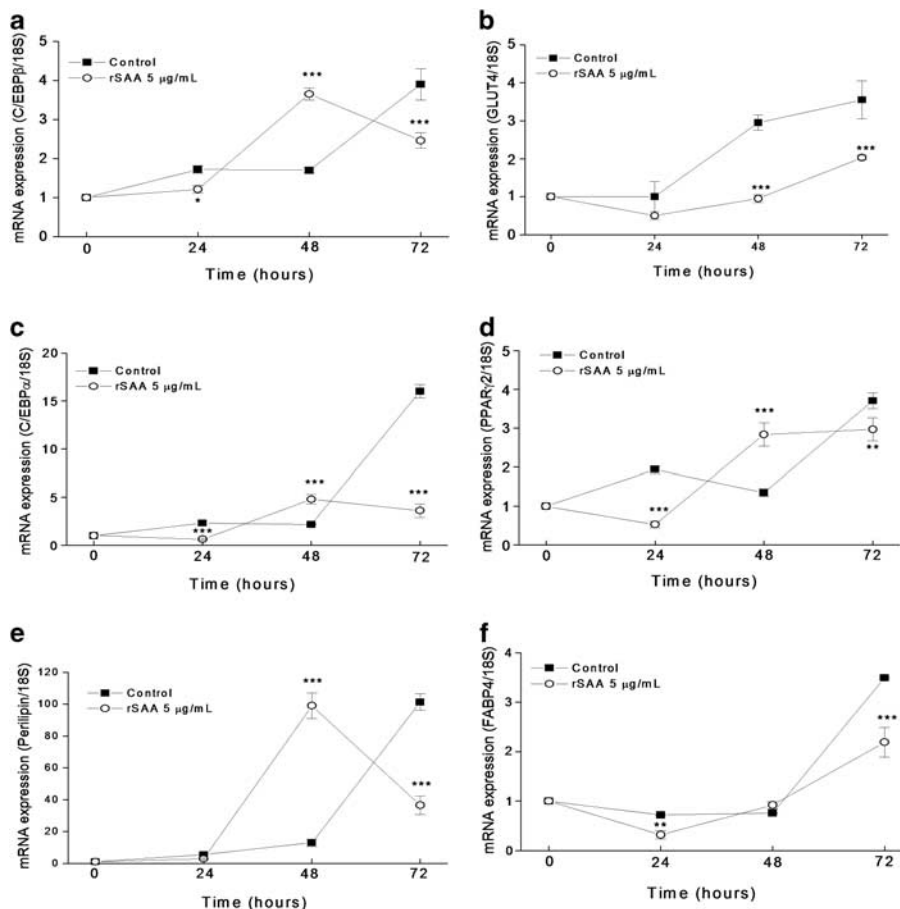 a
mRNA expression (C/EBPβ/18S)
5
4
3
2
1
0
Control
rSAA 5 µg/mL
*
***
***
0 24 48 72
Time (hours)
b
mRNA expression (GLUT4/18S)
5
4
3
2
1
0
Control
rSAA 5 µg/mL
***
***
0 24 48 72
Time (hours)
c
mRNA expression (C/EBPα/18S)
20
15
10
5
0
Control
rSAA 5 µg/mL
***
***
***
0 24 48 72
Time (hours)
d
mRNA expression (PPARγ2/18S)
5
4
3
2
1
0
Control
rSAA 5 µg/mL
***
***
**
0 24 48 72
Time (hours)
e
mRNA expression (Perilipin/18S)
120
100
80
60
40
20
0
Control
rSAA 5 µg/mL
***
***
0 24 48 72
Time (hours)
f
mRNA expression (FABP4/18S)
4
3
2
1
0
Control
rSAA 5 µg/mL
**
***
0 24 48 72
Time (hours)